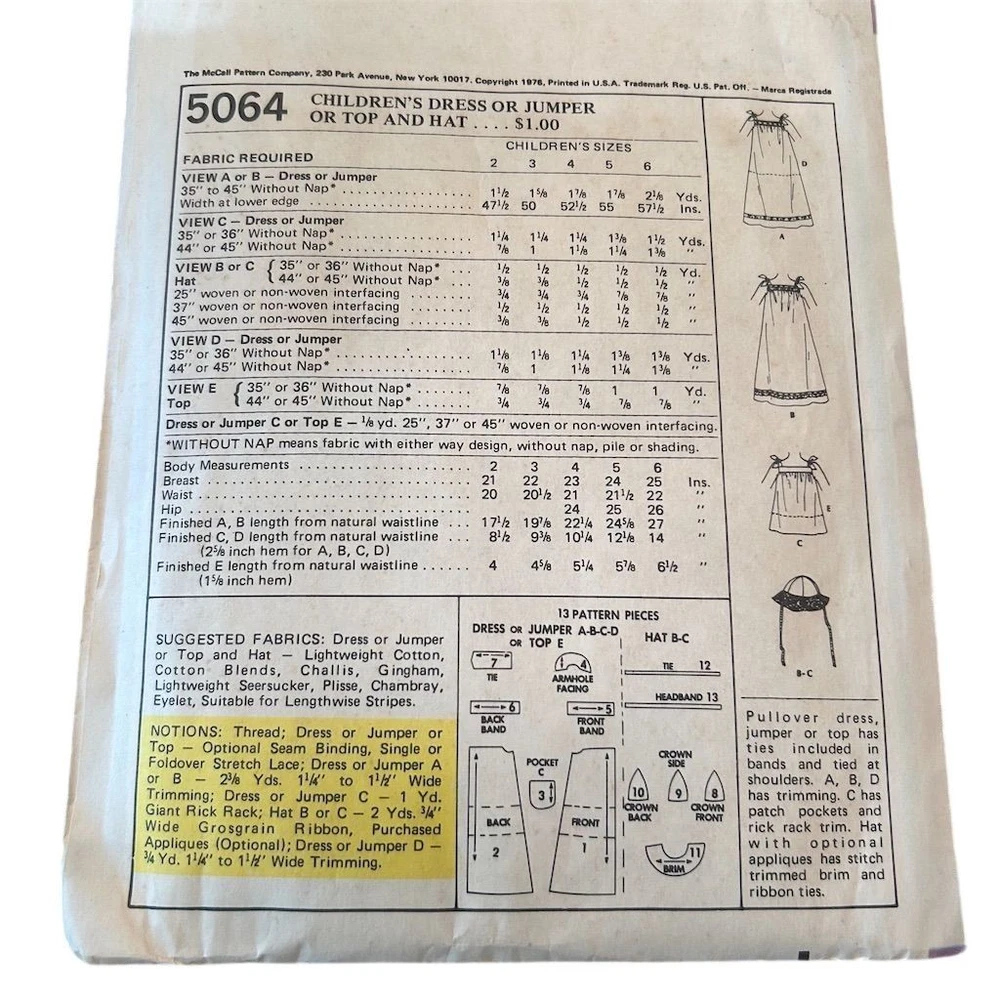 The McCall Pattern Company, 230 Park Avenue, New York 10017. Copyright 1976, Printed in U.S.A. Trademark Reg. U.S. Pat. Off. – Marca Registrada
5064 CHILDREN'S DRESS OR JUMPER
OR TOP AND HAT .... $1.00
CHILDREN'S SIZES
FABRIC REQUIRED 2 3 4 5 6
VIEW A or B – Dress or Jumper
35" to 45" Without Nap* 1½ 1⅝ 1⅞ 1⅞ 2⅛ Yds.
Width at lower edge 47½ 50 52½ 55 57½ Ins.
VIEW C – Dress or Jumper
35" or 36" Without Nap* 1¼ 1¼ 1¼ 1⅜ 1½ Yds.
44" or 45" Without Nap* ⅞ 1 1⅛ 1¼ 1⅜ "
VIEW B or C { 35" or 36" Without Nap* ... ½ ½ ½ ½ ½ Yd.
Hat { 44" or 45" Without Nap* ... ⅜ ⅜ ½ ½ ½ "
25" woven or non-woven interfacing ........ ¾ ¾ ¾ ⅞ ⅞ "
37" woven or non-woven interfacing ........ ½ ½ ½ ½ ½ "
45" woven or non-woven interfacing ........ ⅜ ⅜ ½ ½ ½ "
VIEW D – Dress or Jumper
35" or 36" Without Nap* 1⅛ 1⅛ 1¼ 1⅜ 1⅜ Yds.
44" or 45" Without Nap* ⅞ 1 1⅛ 1¼ 1⅜ "
VIEW E { 35" or 36" Without Nap* ....... ⅞ ⅞ ⅞ 1 1 Yd.
Top { 44" or 45" Without Nap* ....... ¾ ¾ ¾ ⅞ ⅞ "
Dress or Jumper C or Top E – ⅛ yd. 25", 37" or 45" woven or non-woven interfacing.
*WITHOUT NAP means fabric with either way design, without nap, pile or shading.
Body Measurements 2 3 4 5 6
Breast 21 22 23 24 25 Ins.
Waist 20 20½ 21 21½ 22 "
Hip 24 25 26 "
Finished A, B length from natural waistline ... 17½ 19⅞ 22¼ 24⅝ 27 "
Finished C, D length from natural waistline ... 8½ 9⅜ 10¼ 12⅛ 14 "
(2⅝ inch hem for A, B, C, D)
Finished E length from natural waistline ...... 4 4⅝ 5¼ 5⅞ 6½ "
(1⅝ inch hem)
D
A
B
E
C
B-C
SUGGESTED FABRICS: Dress or Jumper
or Top and Hat – Lightweight Cotton,
Cotton Blends, Challis, Gingham,
Lightweight Seersucker, Plisse, Chambray,
Eyelet, Suitable for Lengthwise Stripes.
NOTIONS: Thread; Dress or Jumper or
Top – Optional Seam Binding, Single or
Foldover Stretch Lace; Dress or Jumper A
or B – 2⅜ Yds. 1¼" to 1½" Wide
Trimming; Dress or Jumper C – 1 Yd.
Giant Rick Rack; Hat B or C – 2 Yds. ¾"
Wide Grosgrain Ribbon, Purchased
Appliques (Optional); Dress or Jumper D –
¾ Yd. 1¼" to 1½" Wide Trimming.
13 PATTERN PIECES
DRESS OR JUMPER A-B-C-D
OR TOP E
7
TIE
4
ARMHOLE
FACING
6
BACK
BAND
5
FRONT
BAND
POCKET
C
3
BACK
2
FRONT
1
HAT B-C
TIE 12
HEADBAND 13
CROWN
SIDE
10
9
8
CROWN
BACK
CROWN
FRONT
11
BRIM
Pullover dress,
jumper or top has
ties included in
bands and tied at
shoulders. A, B, D
has trimming. C has
patch pockets and
rick rack trim. Hat
with optional
appliques has stitch
trimmed brim and
ribbon ties.